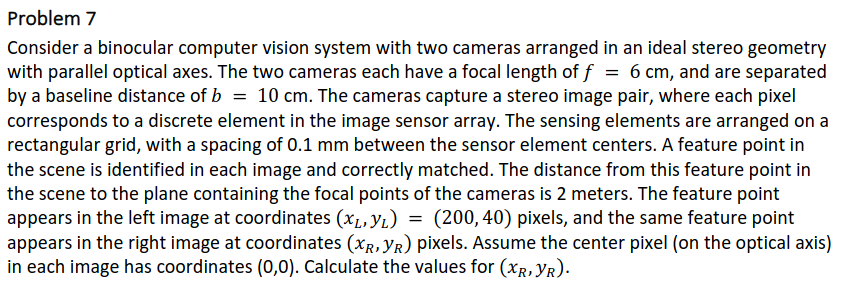 Problem 7
Consider a binocular computer vision system with two cameras arranged in an ideal stereo geometry
with parallel optical axes. The two cameras each have a focal length of f = 6 cm, and are separated
by a baseline distance of b = 10 cm. The cameras capture a stereo image pair, where each pixel
corresponds to a discrete element in the image sensor array. The sensing elements are arranged on a
rectangular grid, with a spacing of 0.1 mm between the sensor element centers. A feature point in
the scene is identified in each image and correctly matched. The distance from this feature point in
the scene to the plane containing the focal points of the cameras is 2 meters. The feature point
appears in the left image at coordinates (x_L, y_L) = (200, 40) pixels, and the same feature point
appears in the right image at coordinates (x_R, y_R) pixels. Assume the center pixel (on the optical axis)
in each image has coordinates (0,0). Calculate the values for (x_R, y_R).